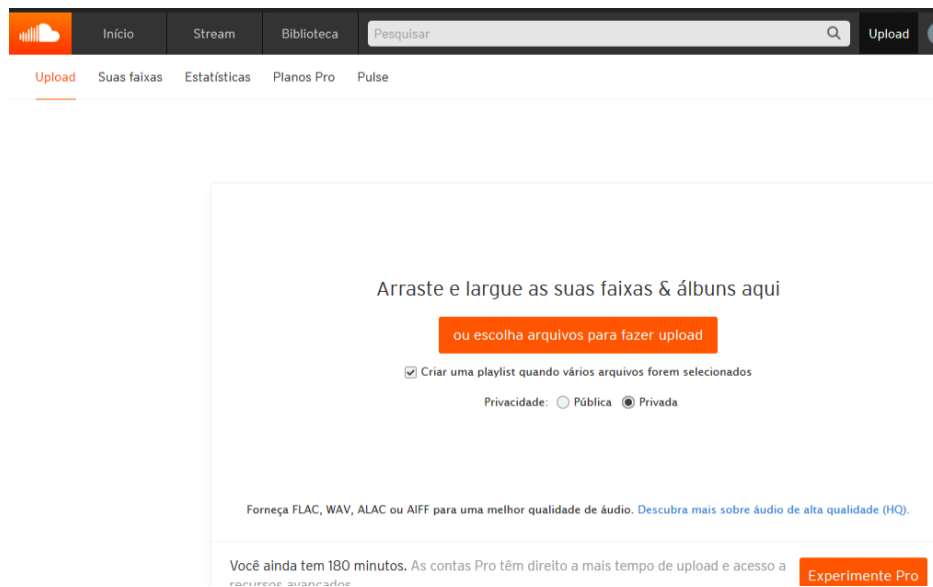 Início Stream Biblioteca Pesquisar Upload
Upload Suas faixas Estatísticas Planos Pro Pulse
Arraste e largue as suas faixas & álbuns aqui
ou escolha arquivos para fazer upload
Criar uma playlist quando vários arquivos forem selecionados
Privacidade: Pública Privada
Forneça FLAC, WAV, ALAC ou AIFF para uma melhor qualidade de áudio. Descubra mais sobre áudio de alta qualidade (HQ).
Você ainda tem 180 minutos. As contas Pro têm direito a mais tempo de upload e acesso a
recursos avançados
Experimente Pro